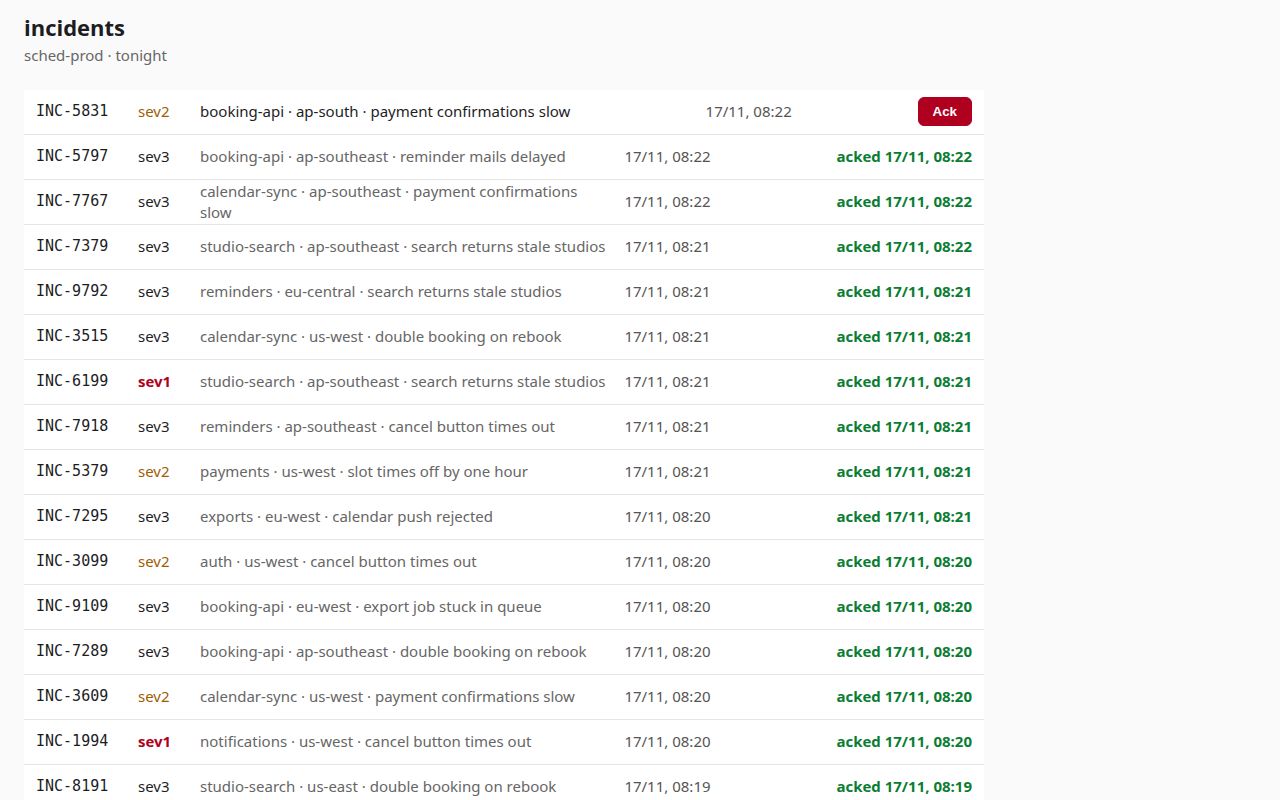 incidents
sched-prod · tonight
INC-5831 sev2 booking-api · ap-south · payment confirmations slow 17/11, 08:22 Ack
INC-5797 sev3 booking-api · ap-southeast · reminder mails delayed 17/11, 08:22 acked 17/11, 08:22
INC-7767 sev3 calendar-sync · ap-southeast · payment confirmations slow 17/11, 08:22 acked 17/11, 08:22
INC-7379 sev3 studio-search · ap-southeast · search returns stale studios 17/11, 08:21 acked 17/11, 08:22
INC-9792 sev3 reminders · eu-central · search returns stale studios 17/11, 08:21 acked 17/11, 08:21
INC-3515 sev3 calendar-sync · us-west · double booking on rebook 17/11, 08:21 acked 17/11, 08:21
INC-6199 sev1 studio-search · ap-southeast · search returns stale studios 17/11, 08:21 acked 17/11, 08:21
INC-7918 sev3 reminders · ap-southeast · cancel button times out 17/11, 08:21 acked 17/11, 08:21
INC-5379 sev2 payments · us-west · slot times off by one hour 17/11, 08:21 acked 17/11, 08:21
INC-7295 sev3 exports · eu-west · calendar push rejected 17/11, 08:20 acked 17/11, 08:21
INC-3099 sev2 auth · us-west · cancel button times out 17/11, 08:20 acked 17/11, 08:20
INC-9109 sev3 booking-api · eu-west · export job stuck in queue 17/11, 08:20 acked 17/11, 08:20
INC-7289 sev3 booking-api · ap-southeast · double booking on rebook 17/11, 08:20 acked 17/11, 08:20
INC-3609 sev2 calendar-sync · us-west · payment confirmations slow 17/11, 08:20 acked 17/11, 08:20
INC-1994 sev1 notifications · us-west · cancel button times out 17/11, 08:20 acked 17/11, 08:20
INC-8191 sev3 studio-search · us-east · double booking on rebook 17/11, 08:19 acked 17/11, 08:19